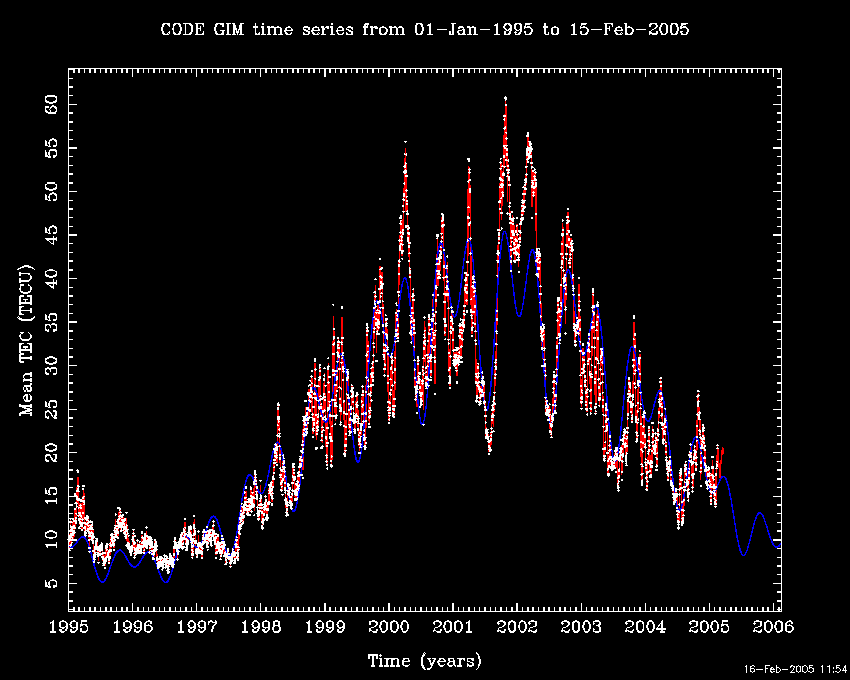 CODE GIM time series from 01-Jan-1995 to 15-Feb-2005
60
55
50
45
40
35
30
25
20
15
10
5
Mean TEC (TECU)
1995 1996 1997 1998 1999 2000 2001 2002 2003 2004 2005 2006
Time (years)
16-Feb-2005 11:54